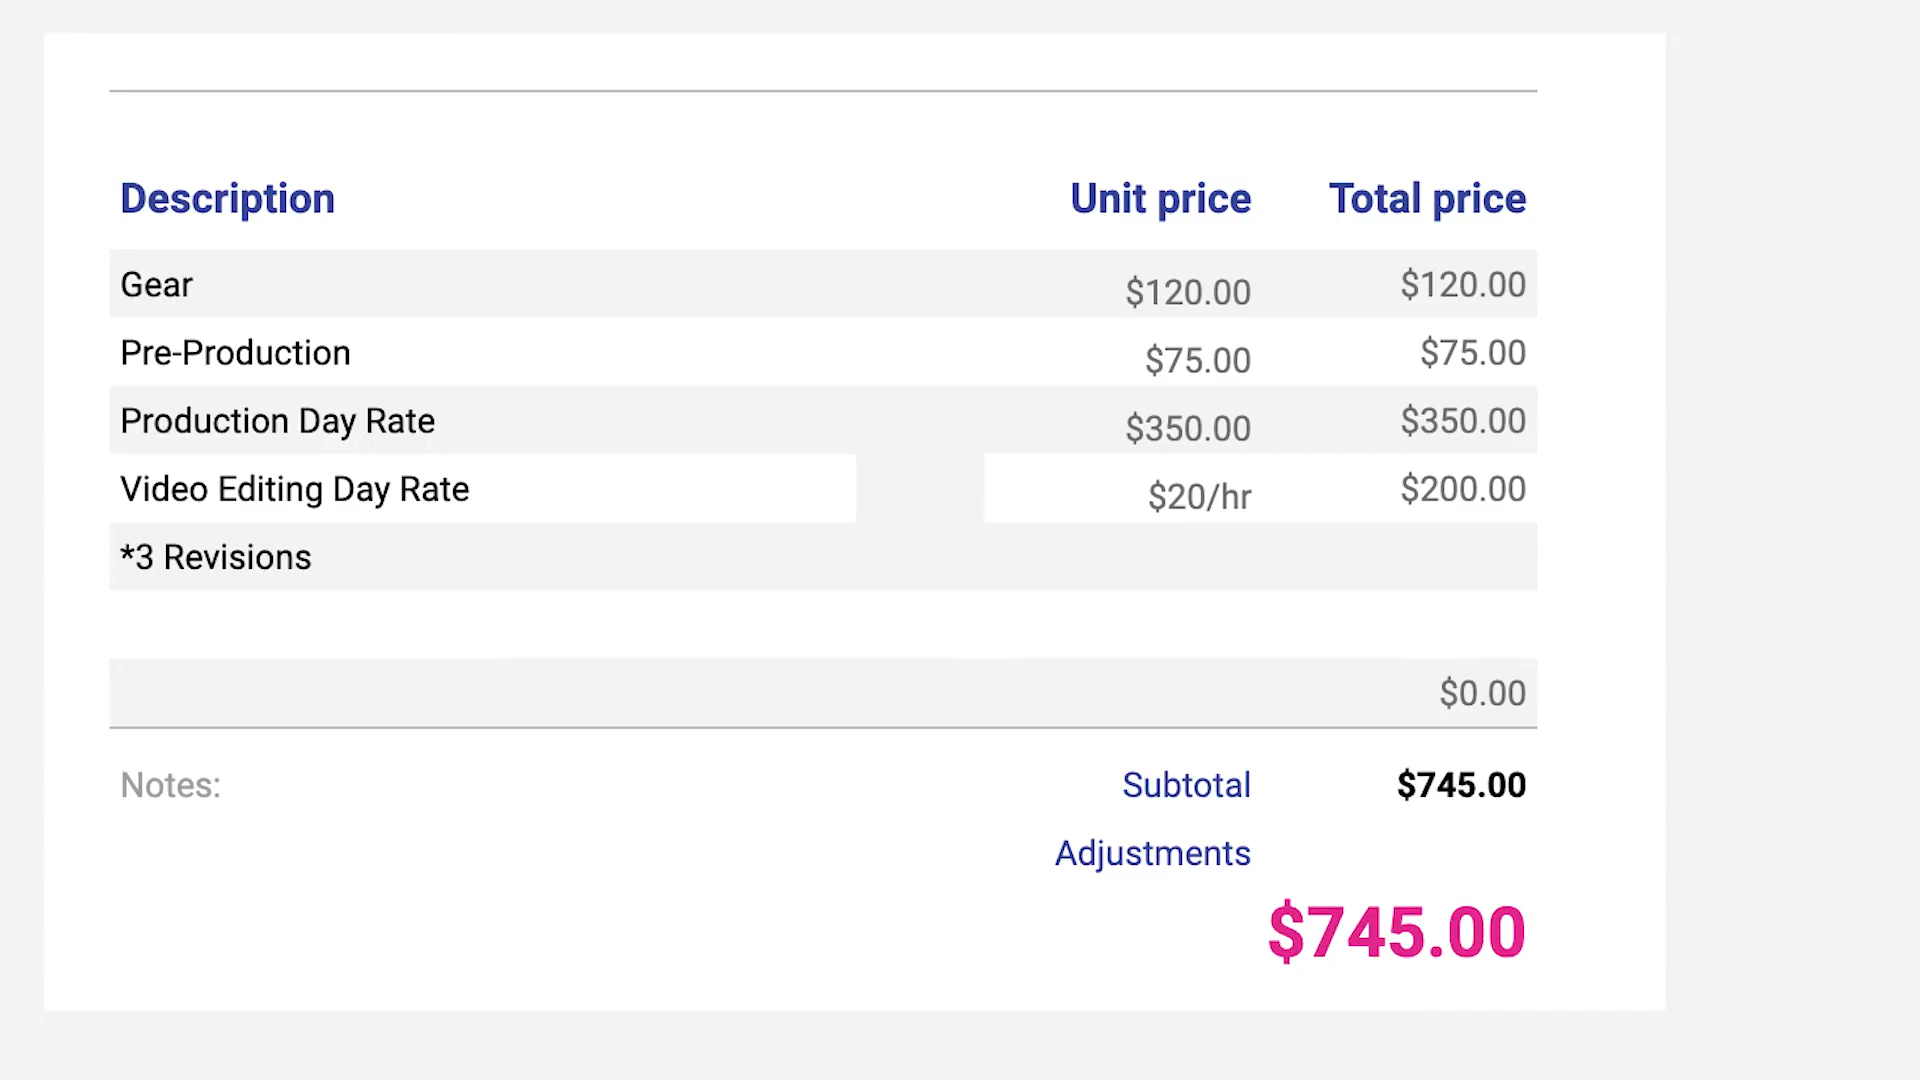 Description Unit price Total price
Gear $120.00 $120.00
Pre-Production $75.00 $75.00
Production Day Rate $350.00 $350.00
Video Editing Day Rate $20/hr $200.00
*3 Revisions
$0.00
Notes: Subtotal $745.00
Adjustments
$745.00